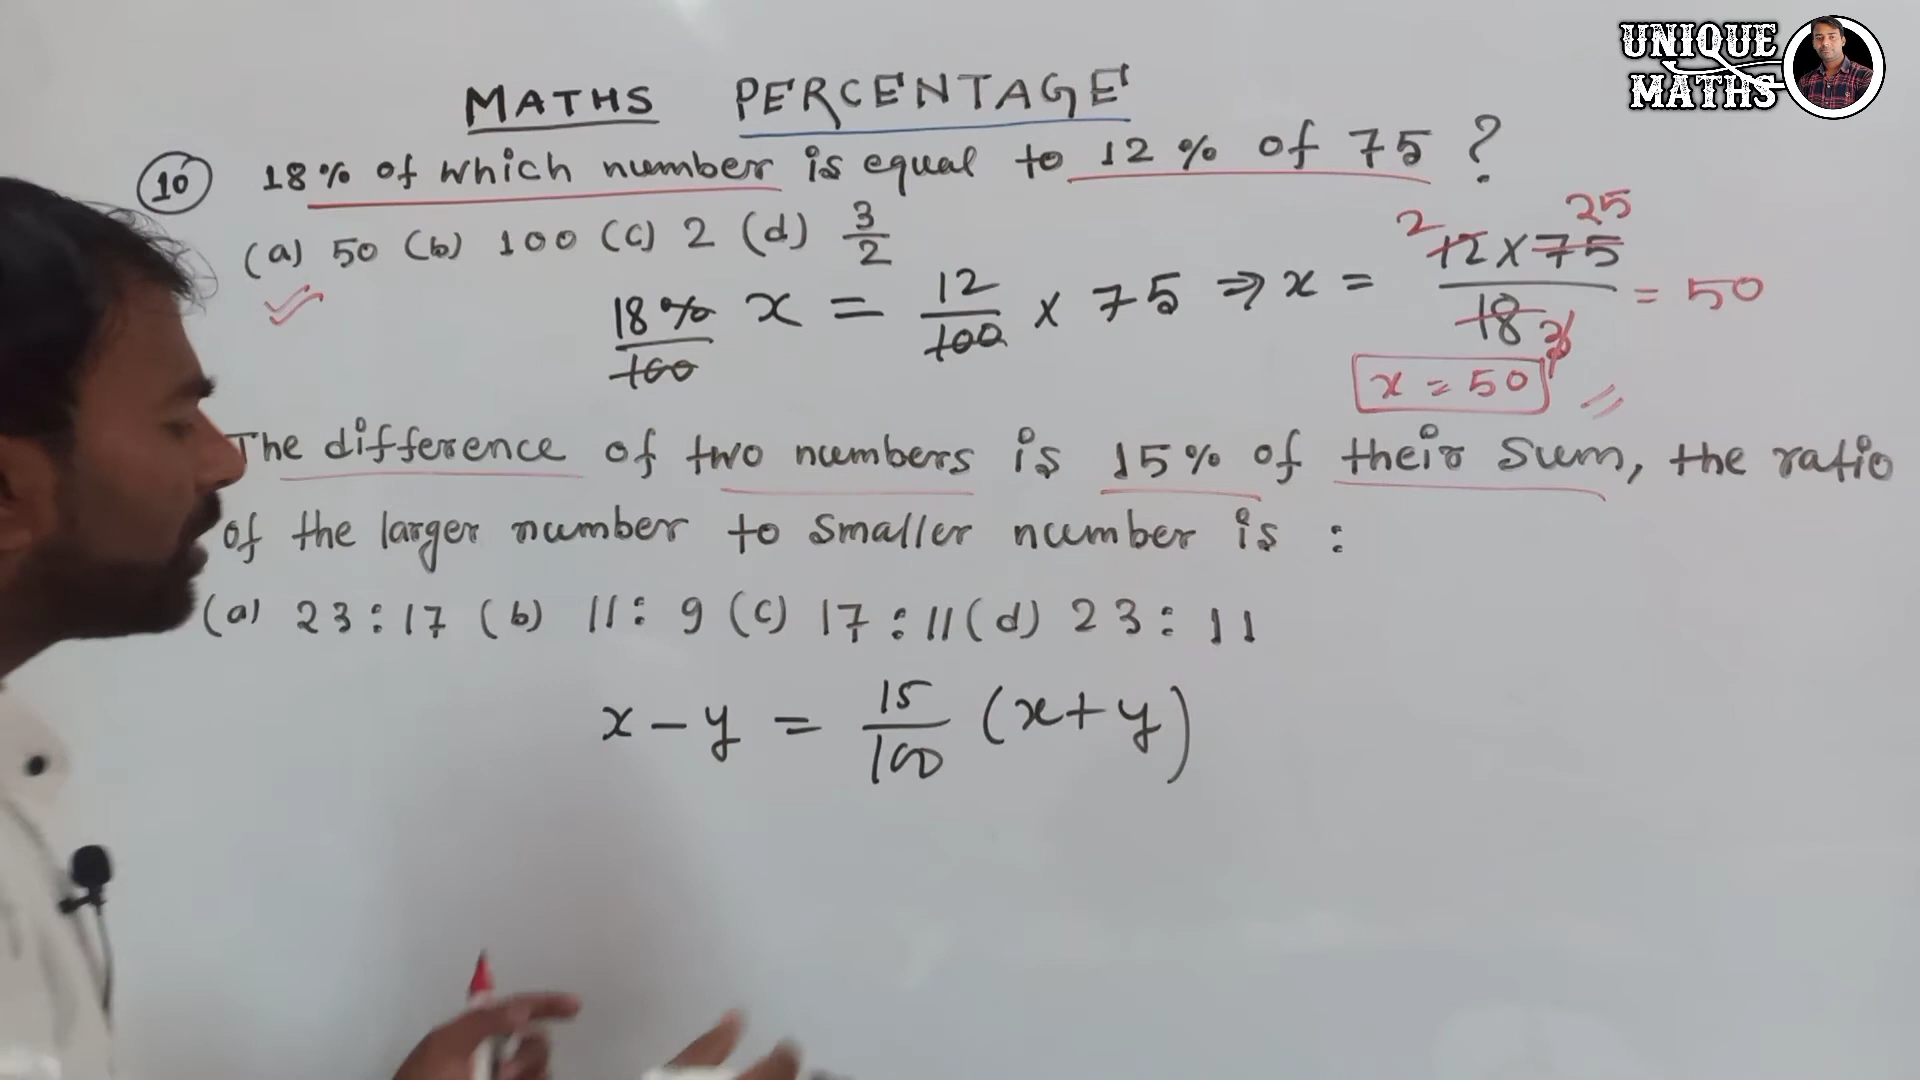 UNIQUE
MATHS
MATHS PERCENTAGE
(10) 18% of which number is equal to 12% of 75 ?
(a) 50 (b) 100 (c) 2 (d) 3/2
18%/100 x = 12/100 × 75 ⇒ x = 12×75/18 = 50
2 25
3
x = 50
The difference of two numbers is 15% of their sum, the ratio
of the larger number to smaller number is :
(a) 23:17 (b) 11:9 (c) 17:11 (d) 23:11
x - y = 15/100 (x+y)